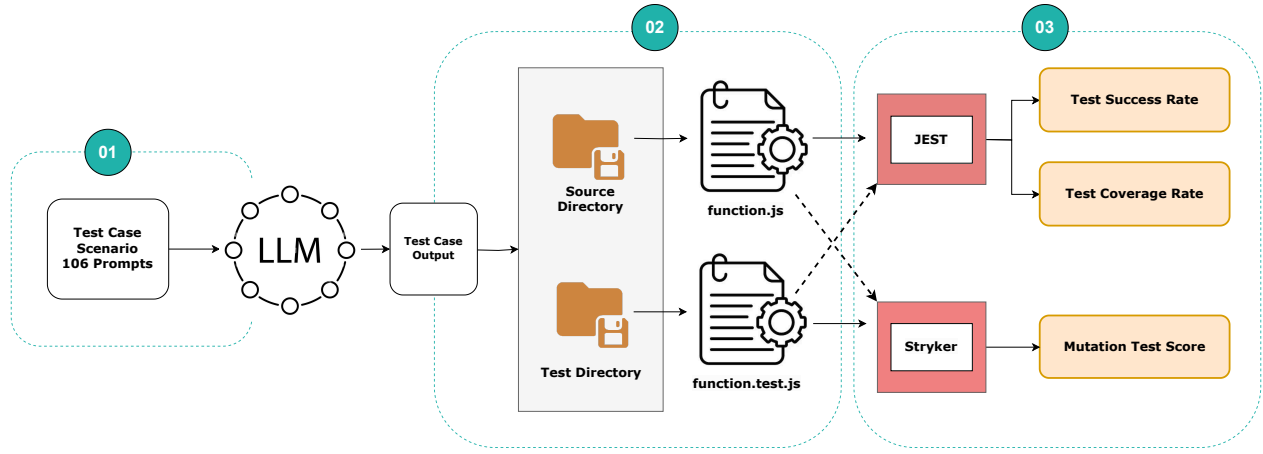 01
Test Case
Scenario
106 Prompts
LLM
Test Case
Output
02
Source
Directory
function.js
Test Directory
function.test.js
03
JEST
Test Success Rate
Test Coverage Rate
Stryker
Mutation Test Score